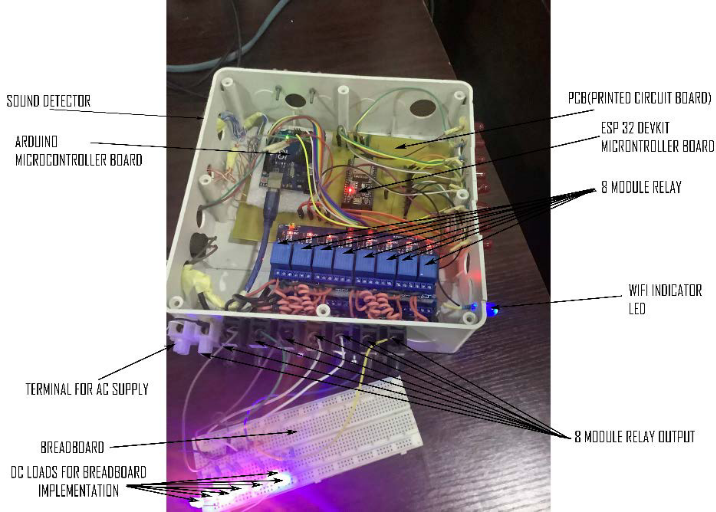 SOUND DETECTOR
ARDUINO
MICROCONTROLLER BOARD
PCB(PRINTED CIRCUIT BOARD)
ESP 32 DEVKIT
MICRONTROLLER BOARD
8 MODULE RELAY
WIFI INDICATOR
LED
TERMINAL FOR AC SUPPLY
BREADBOARD
DC LOADS FOR BREADBOARD
IMPLEMENTATION
8 MODULE RELAY OUTPUT